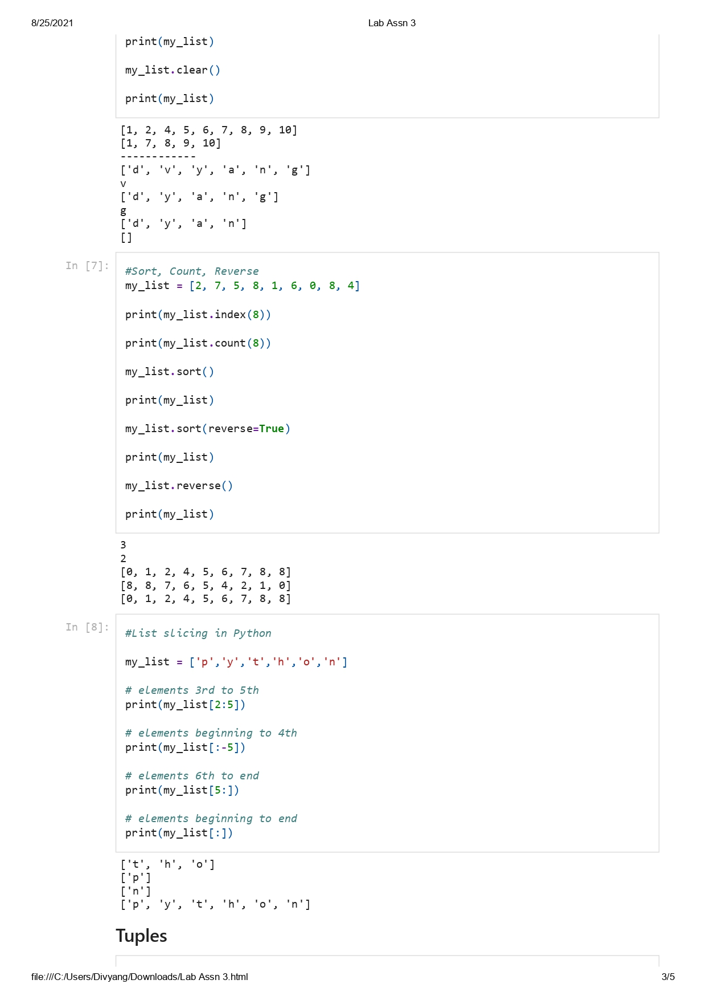 8/25/2021 Lab Assn 3
print(my_list)
my_list.clear()
print(my_list)
[1, 2, 4, 5, 6, 7, 8, 9, 10]
[1, 7, 8, 9, 10]
------------
['d', 'v', 'y', 'a', 'n', 'g']
v
['d', 'y', 'a', 'n', 'g']
g
['d', 'y', 'a', 'n']
[]
In [7]:
#Sort, Count, Reverse
my_list = [2, 7, 5, 8, 1, 6, 0, 8, 4]
print(my_list.index(8))
print(my_list.count(8))
my_list.sort()
print(my_list)
my_list.sort(reverse=True)
print(my_list)
my_list.reverse()
print(my_list)
3
2
[0, 1, 2, 4, 5, 6, 7, 8, 8]
[8, 8, 7, 6, 5, 4, 2, 1, 0]
[0, 1, 2, 4, 5, 6, 7, 8, 8]
In [8]:
#List slicing in Python
my_list = ['p','y','t','h','o','n']
# elements 3rd to 5th
print(my_list[2:5])
# elements beginning to 4th
print(my_list[:-5])
# elements 6th to end
print(my_list[5:])
# elements beginning to end
print(my_list[:])
['t', 'h', 'o']
['p']
['n']
['p', 'y', 't', 'h', 'o', 'n']
Tuples
file:///C:/Users/Divyang/Downloads/Lab Assn 3.html 3/5